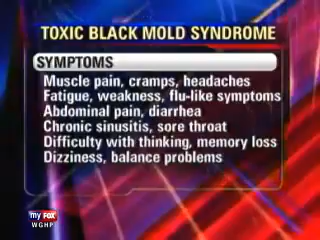 TOXIC BLACK MOLD SYNDROME
SYMPTOMS
Muscle pain, cramps, headaches
Fatigue, weakness, flu-like symptoms
Abdominal pain, diarrhea
Chronic sinusitis, sore throat
Difficulty with thinking, memory loss
Dizziness, balance problems
my FOX
WGHP